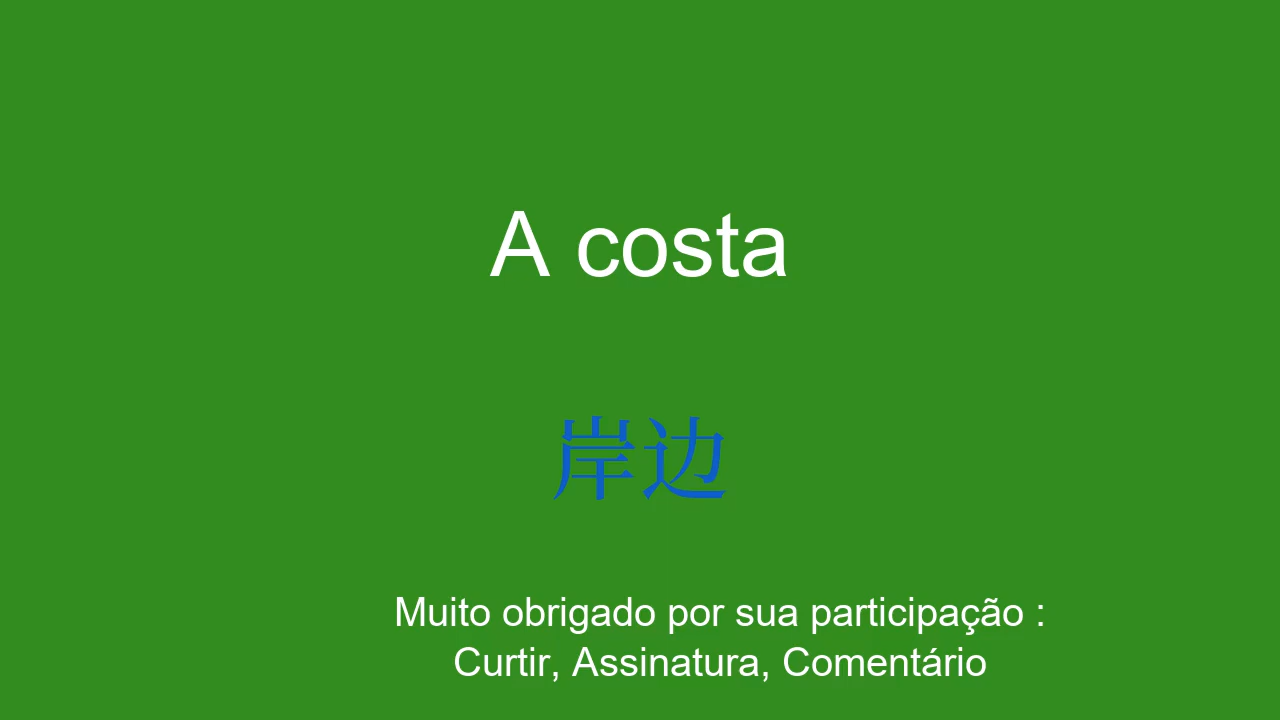 A costa
岸边
Muito obrigado por sua participação :
Curtir, Assinatura, Comentário